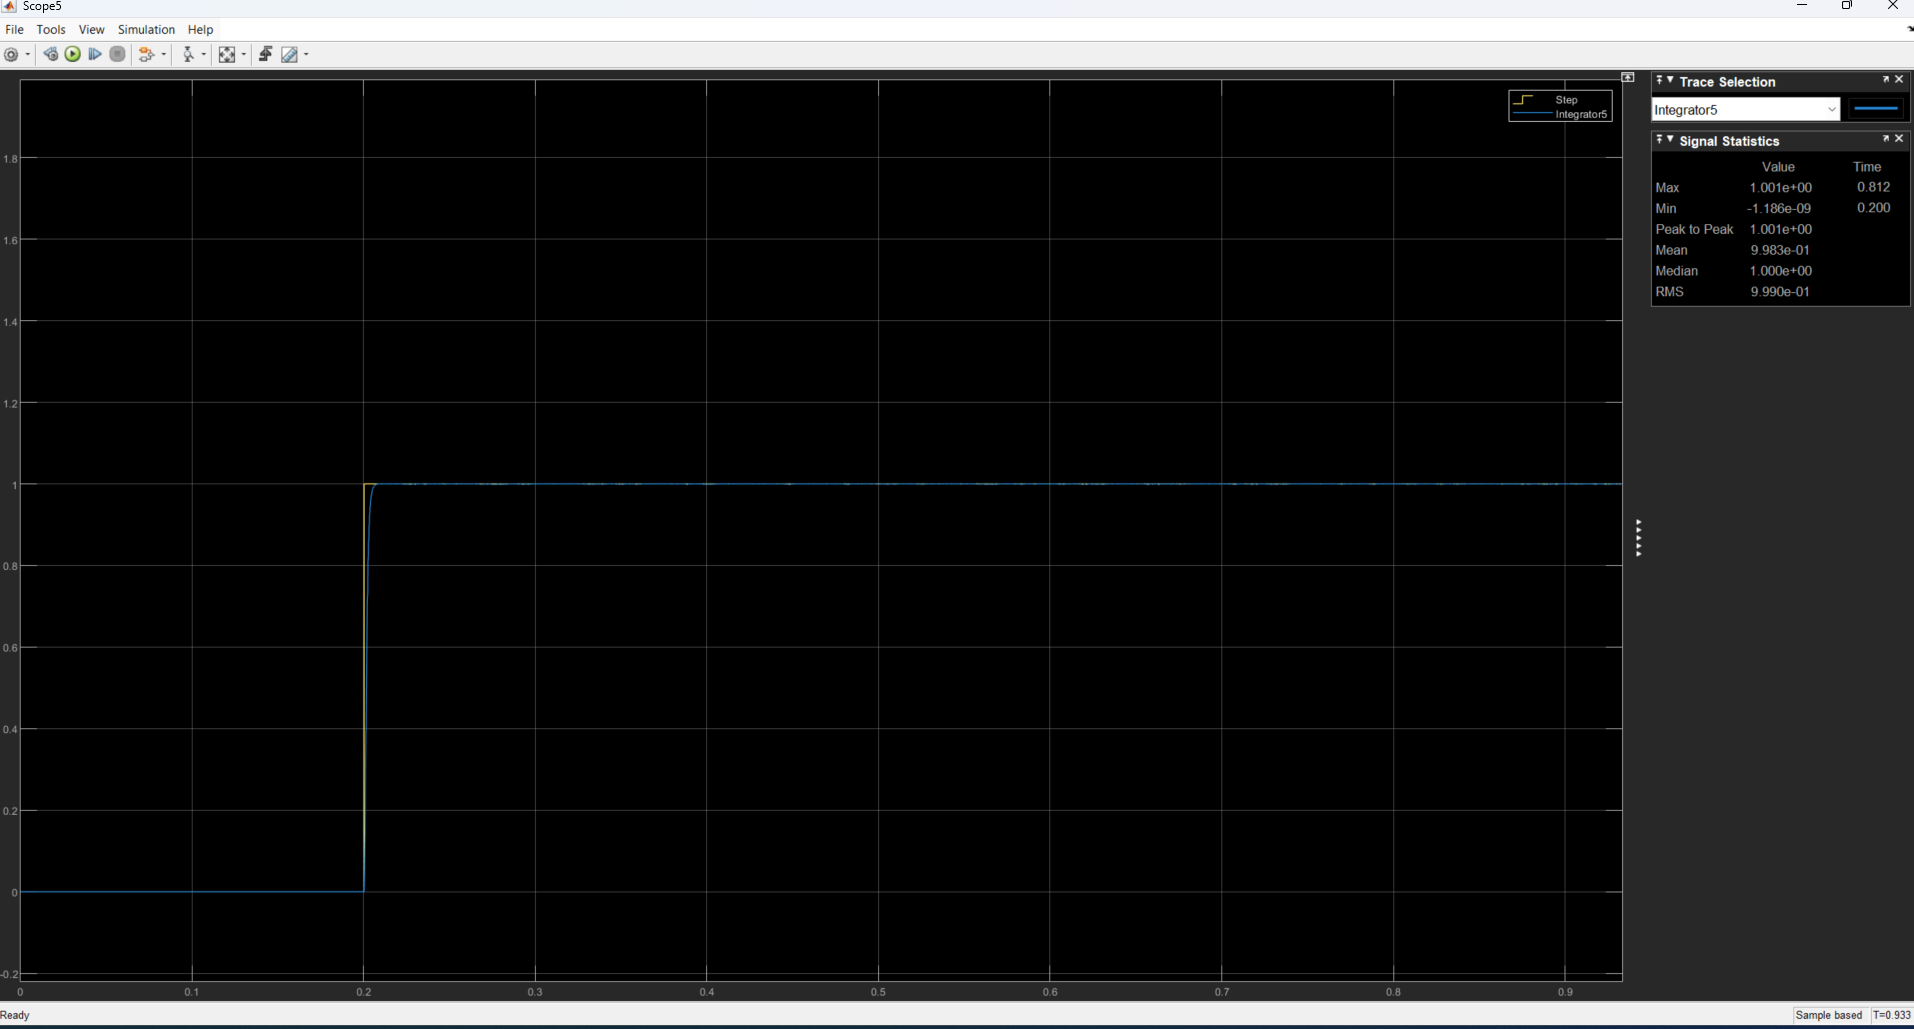 Scope5
File Tools View Simulation Help
Step
Integrator5
1.8
1.6
1.4
1.2
1
0.8
0.6
0.4
0.2
0
-0.2
0 0.1 0.2 0.3 0.4 0.5 0.6 0.7 0.8 0.9
Trace Selection
Integrator5
Signal Statistics
Value Time
Max 1.001e+00 0.812
Min -1.186e-09 0.200
Peak to Peak 1.001e+00
Mean 9.983e-01
Median 1.000e+00
RMS 9.990e-01
Ready
Sample based T=0.933